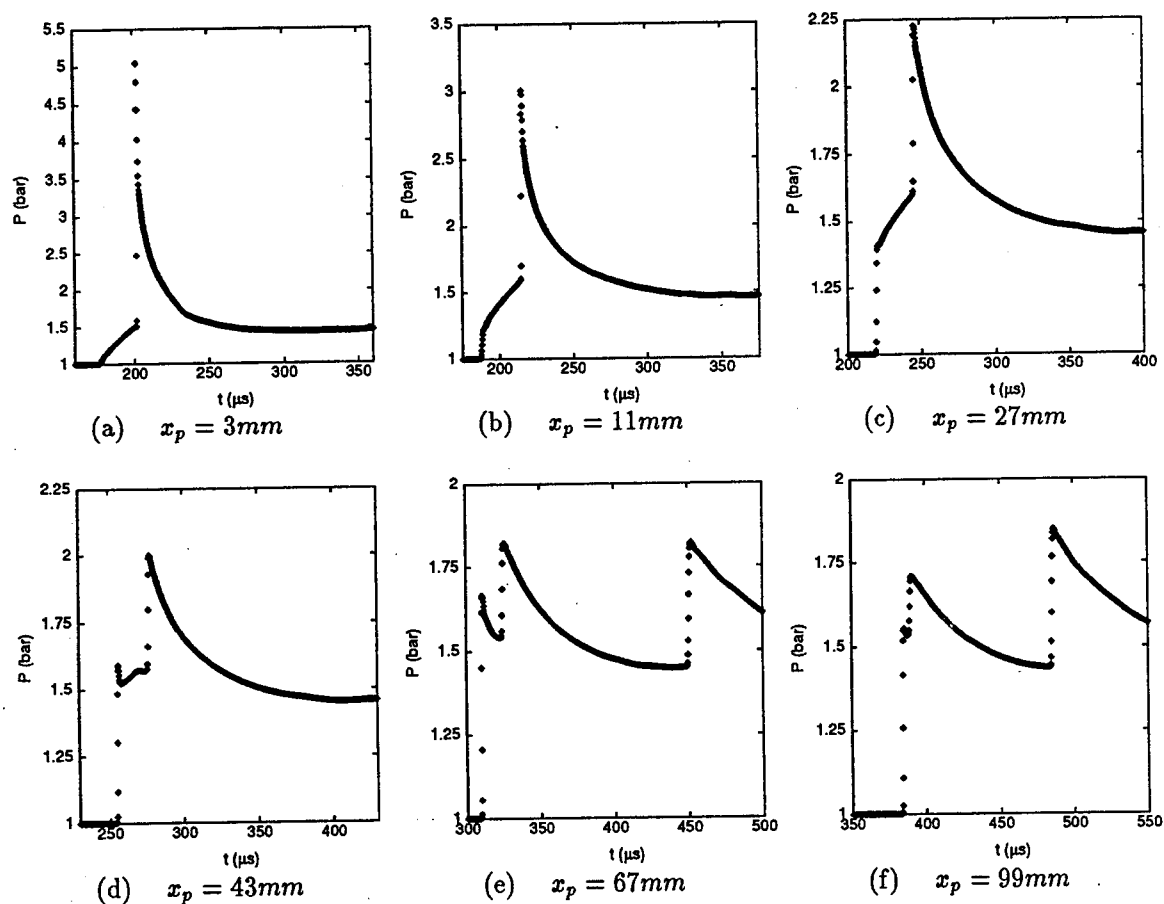 5.5
5
4.5
4
3.5
3
2.5
2
1.5
1
P (bar)
200 250 300 350
t (μs)
(a) x_p = 3mm
3.5
3
2.5
2
1.5
1
P (bar)
200 250 300 350
t (μs)
(b) x_p = 11mm
2.25
2
1.75
1.5
1.25
1
P (bar)
200 250 300 350 400
t (μs)
(c) x_p = 27mm
2.25
2
1.75
1.5
1.25
1
P (bar)
250 300 350 400
t (μs)
(d) x_p = 43mm
2
1.75
1.5
1.25
1
P (bar)
300 350 400 450 500
t (μs)
(e) x_p = 67mm
2
1.75
1.5
1.25
1
P (bar)
350 400 450 500 550
t (μs)
(f) x_p = 99mm